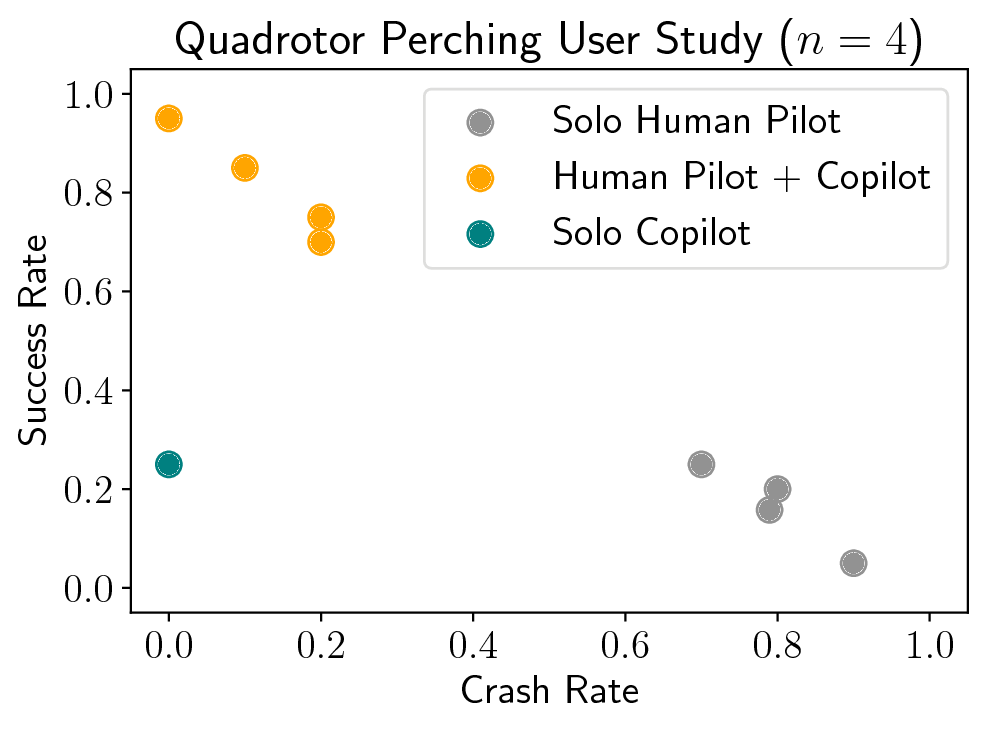 Quadrotor Perching User Study (n = 4)
Solo Human Pilot
Human Pilot + Copilot
Solo Copilot
Success Rate
1.0
0.8
0.6
0.4
0.2
0.0
0.0 0.2 0.4 0.6 0.8 1.0
Crash Rate